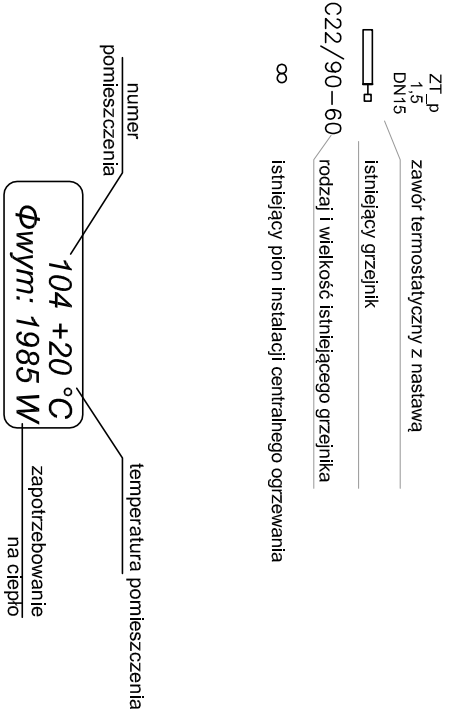 ZT_p
1,5
DN15
zawór termostatyczny z nastawą
istniejący grzejnik
C22/90-60
rodzaj i wielkość istniejącego grzejnika
istniejący pion instalacji centralnego ogrzewania
numer
pomieszczenia
temperatura pomieszczenia
104 +20 °C
Φwym: 1985 W
zapotrzebowanie
na ciepło